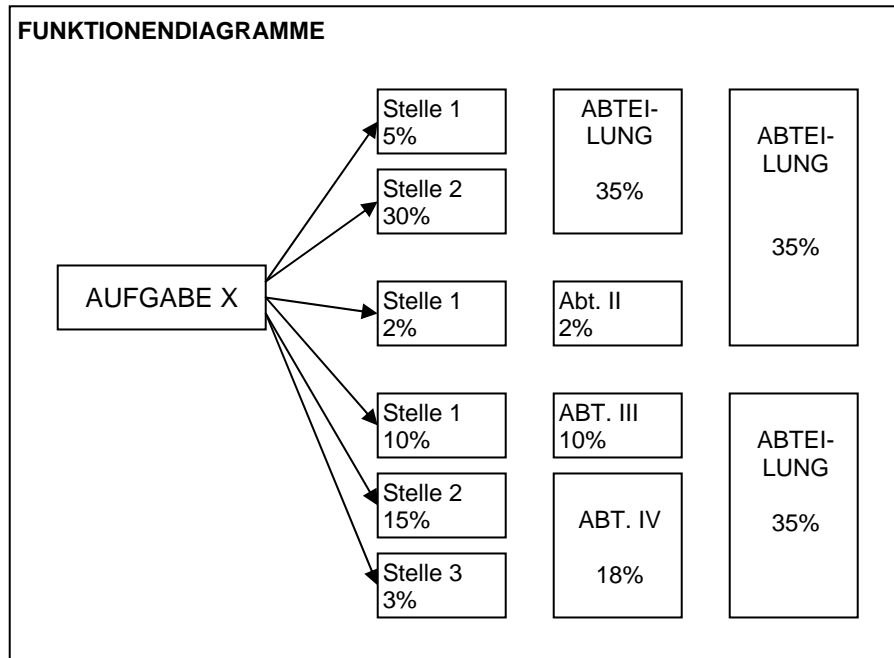 FUNKTIONENDIAGRAMME
AUFGABE X
Stelle 1
5%
Stelle 2
30%
Stelle 1
2%
Stelle 1
10%
Stelle 2
15%
Stelle 3
3%
ABTEI-
LUNG
35%
Abt. II
2%
ABT. III
10%
ABT. IV
18%
ABTEI-
LUNG
35%
ABTEI-
LUNG
35%